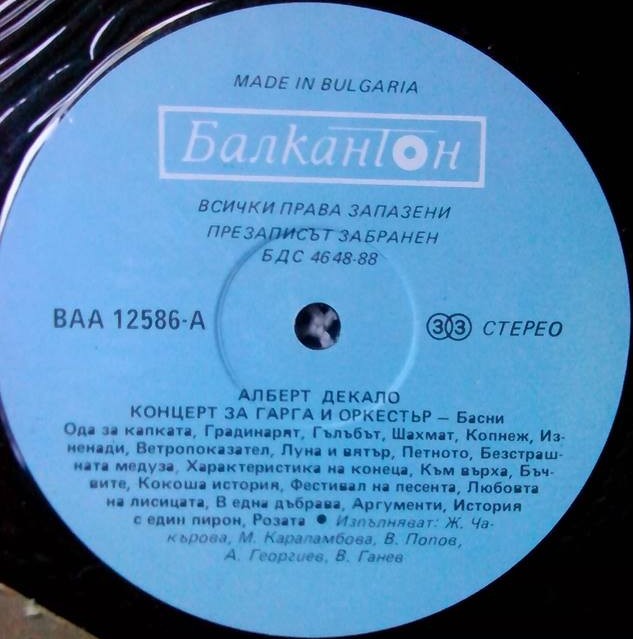 MADE IN BULGARIA
Балкантон
ВСИЧКИ ПРАВА ЗАПАЗЕНИ
ПРЕЗАПИСЪТ ЗАБРАНЕН
БДС 4648-88
ВАА 12586-А
33 СТЕРЕО
АЛБЕРТ ДЕКАЛО
КОНЦЕРТ ЗА ГАРГА И ОРКЕСТЪР – Басни
Ода за капката, Градинарят, Гълъбът, Шахмат, Копнеж, Из-
ненади, Ветропоказател, Луна и вятър, Петното, Безстраш-
ната медуза, Характеристика на конеца, Към върха, Бъч-
вите, Кокоша история, Фестивал на песента, Любовта
на лисицата, В една дъбрава, Аргументи, История
с един пирон, Розата ● Изпълняват: Ж. Ча-
кърова, М. Караламбова, В. Попов,
А. Георгиев, В. Ганев